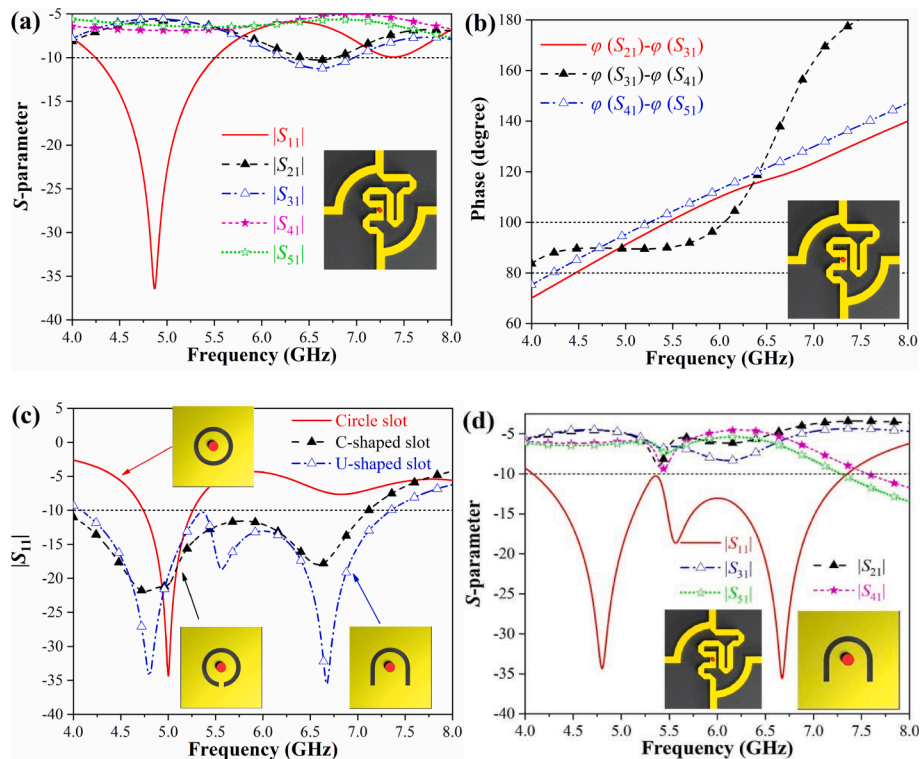 (a)
-5
-10
-15
-20
-25
-30
-35
-40
S-parameter
|S11|
|S21|
|S31|
|S41|
|S51|
4.0 4.5 5.0 5.5 6.0 6.5 7.0 7.5 8.0
Frequency (GHz)
(b)
180
160
140
120
100
80
60
Phase (degree)
φ (S21)-φ (S31)
φ (S31)-φ (S41)
φ (S41)-φ (S51)
4.0 4.5 5.0 5.5 6.0 6.5 7.0 7.5 8.0
Frequency (GHz)
(c)
5
0
-5
-10
-15
-20
-25
-30
-35
-40
|S11|
Circle slot
C-shaped slot
U-shaped slot
4.0 4.5 5.0 5.5 6.0 6.5 7.0 7.5 8.0
Frequency (GHz)
(d)
-5
-10
-15
-20
-25
-30
-35
-40
S-parameter
|S11|
|S31| |S21|
|S51| |S41|
4.0 4.5 5.0 5.5 6.0 6.5 7.0 7.5 8.0
Frequency (GHz)